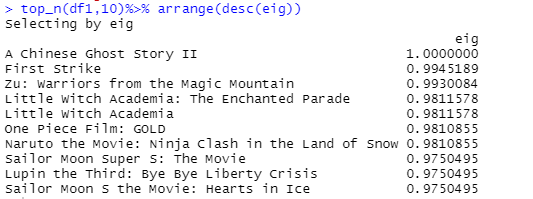 > top_n(df1,10)%>% arrange(desc(eig))
Selecting by eig
eig
A Chinese Ghost Story II 1.0000000
First Strike 0.9945189
Zu: Warriors from the Magic Mountain 0.9930084
Little Witch Academia: The Enchanted Parade 0.9811578
Little Witch Academia 0.9811578
One Piece Film: GOLD 0.9810855
Naruto the Movie: Ninja Clash in the Land of Snow 0.9810855
Sailor Moon Super S: The Movie 0.9750495
Lupin the Third: Bye Bye Liberty Crisis 0.9750495
Sailor Moon S the Movie: Hearts in Ice 0.9750495